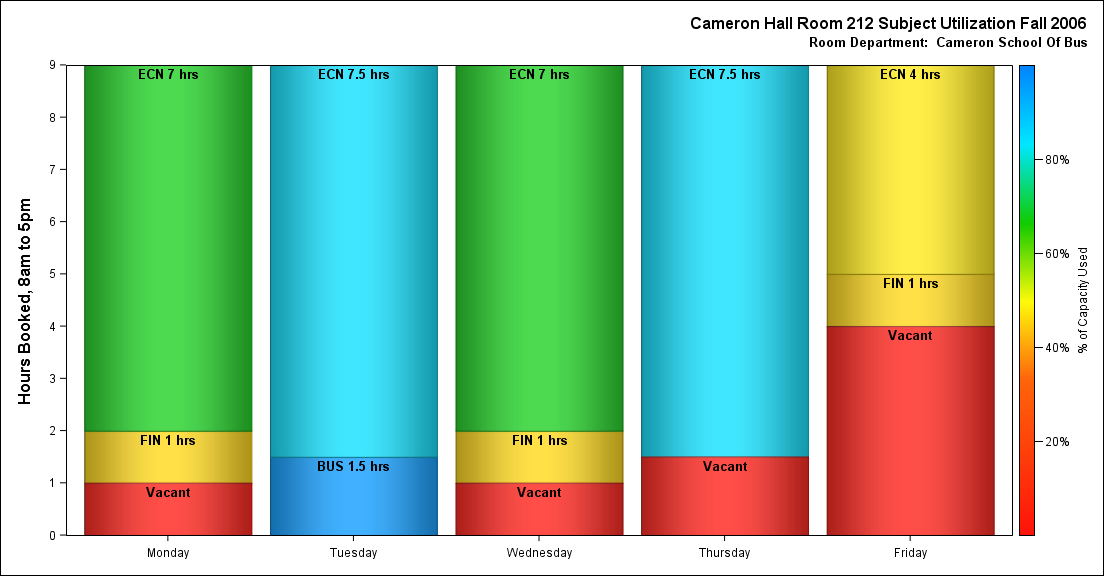 Cameron Hall Room 212 Subject Utilization Fall 2006
Room Department:  Cameron School Of Bus
Hours Booked, 8am to 5pm
9
8
7
6
5
4
3
2
1
0
ECN 7 hrs
FIN 1 hrs
Vacant
ECN 7.5 hrs
BUS 1.5 hrs
ECN 7 hrs
FIN 1 hrs
Vacant
ECN 7.5 hrs
Vacant
ECN 4 hrs
FIN 1 hrs
Vacant
Monday
Tuesday
Wednesday
Thursday
Friday
80%
60%
40%
20%
% of Capacity Used